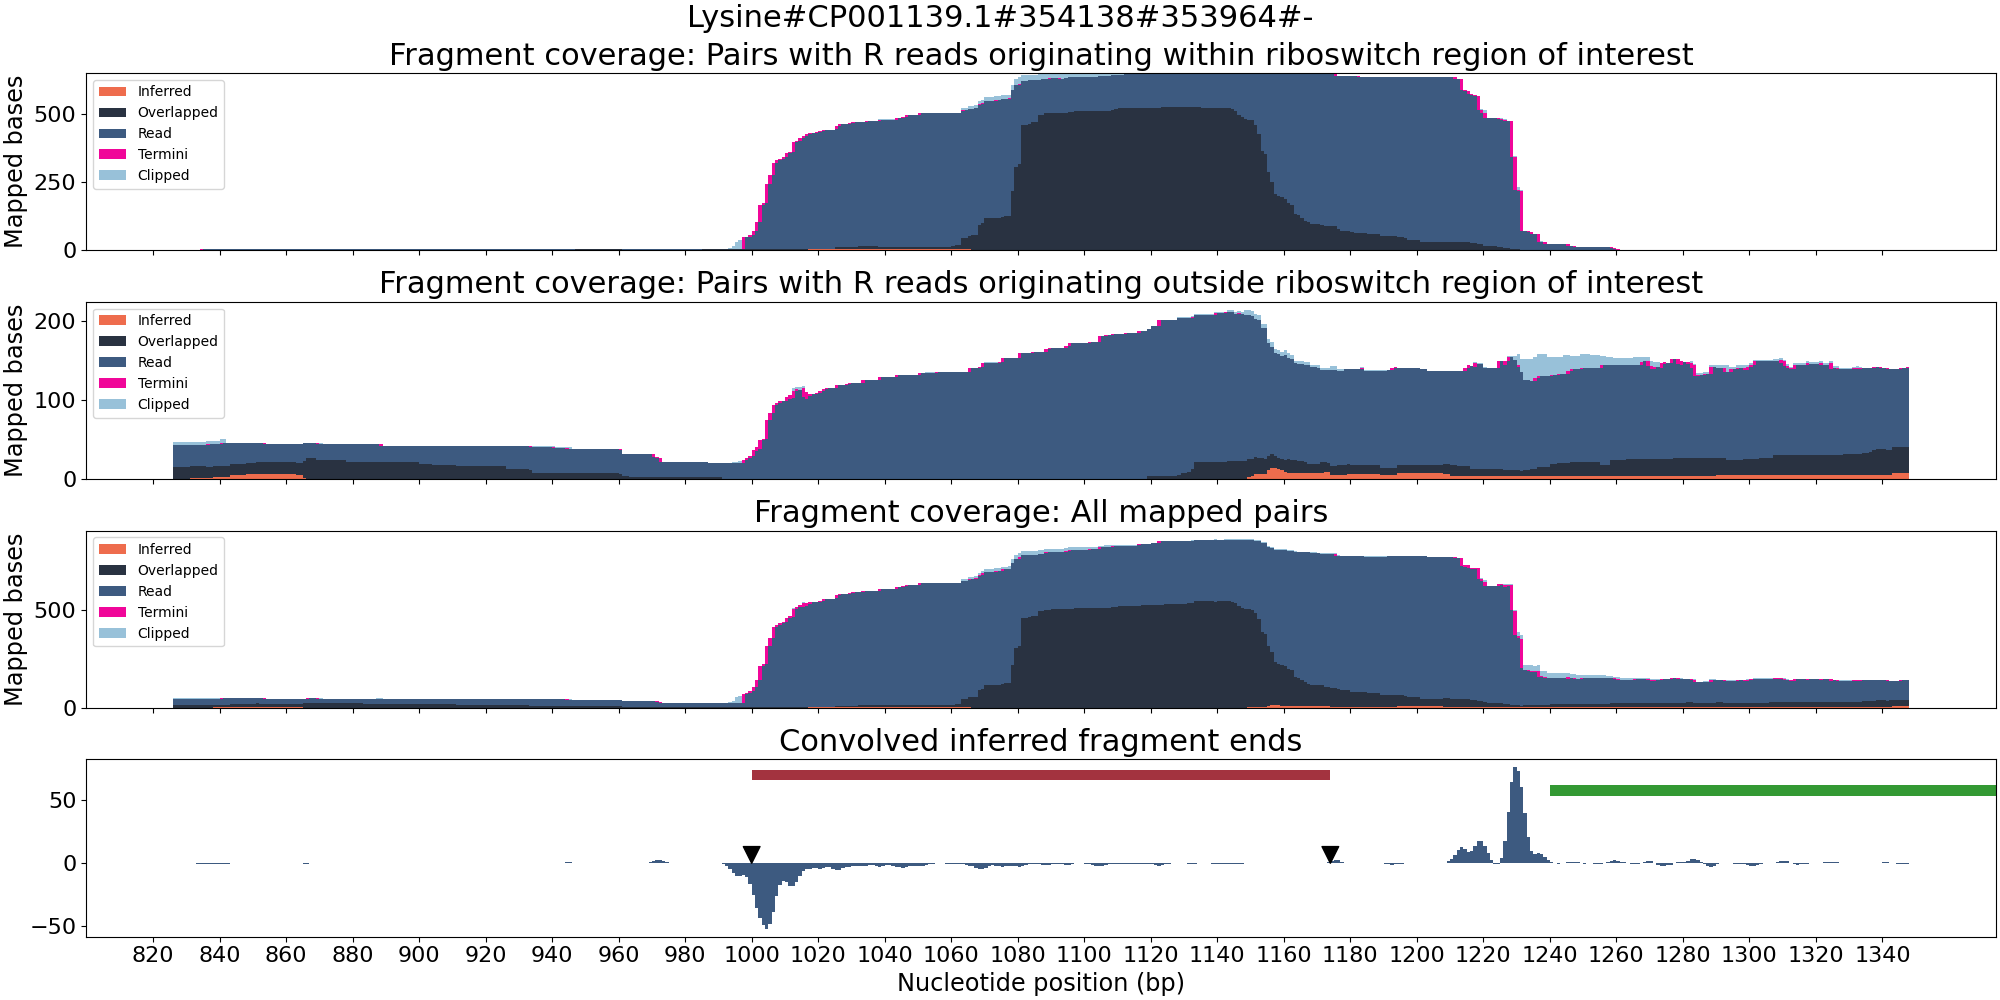 Lysine#CP001139.1#354138#353964#-
Fragment coverage: Pairs with R reads originating within riboswitch region of interest
Mapped bases
500
250
0
Inferred
Overlapped
Read
Termini
Clipped
Fragment coverage: Pairs with R reads originating outside riboswitch region of interest
Mapped bases
200
100
0
Inferred
Overlapped
Read
Termini
Clipped
Fragment coverage: All mapped pairs
Mapped bases
500
0
Inferred
Overlapped
Read
Termini
Clipped
Convolved inferred fragment ends
50
0
−50
820 840 860 880 900 920 940 960 980 1000 1020 1040 1060 1080 1100 1120 1140 1160 1180 1200 1220 1240 1260 1280 1300 1320 1340
Nucleotide position (bp)